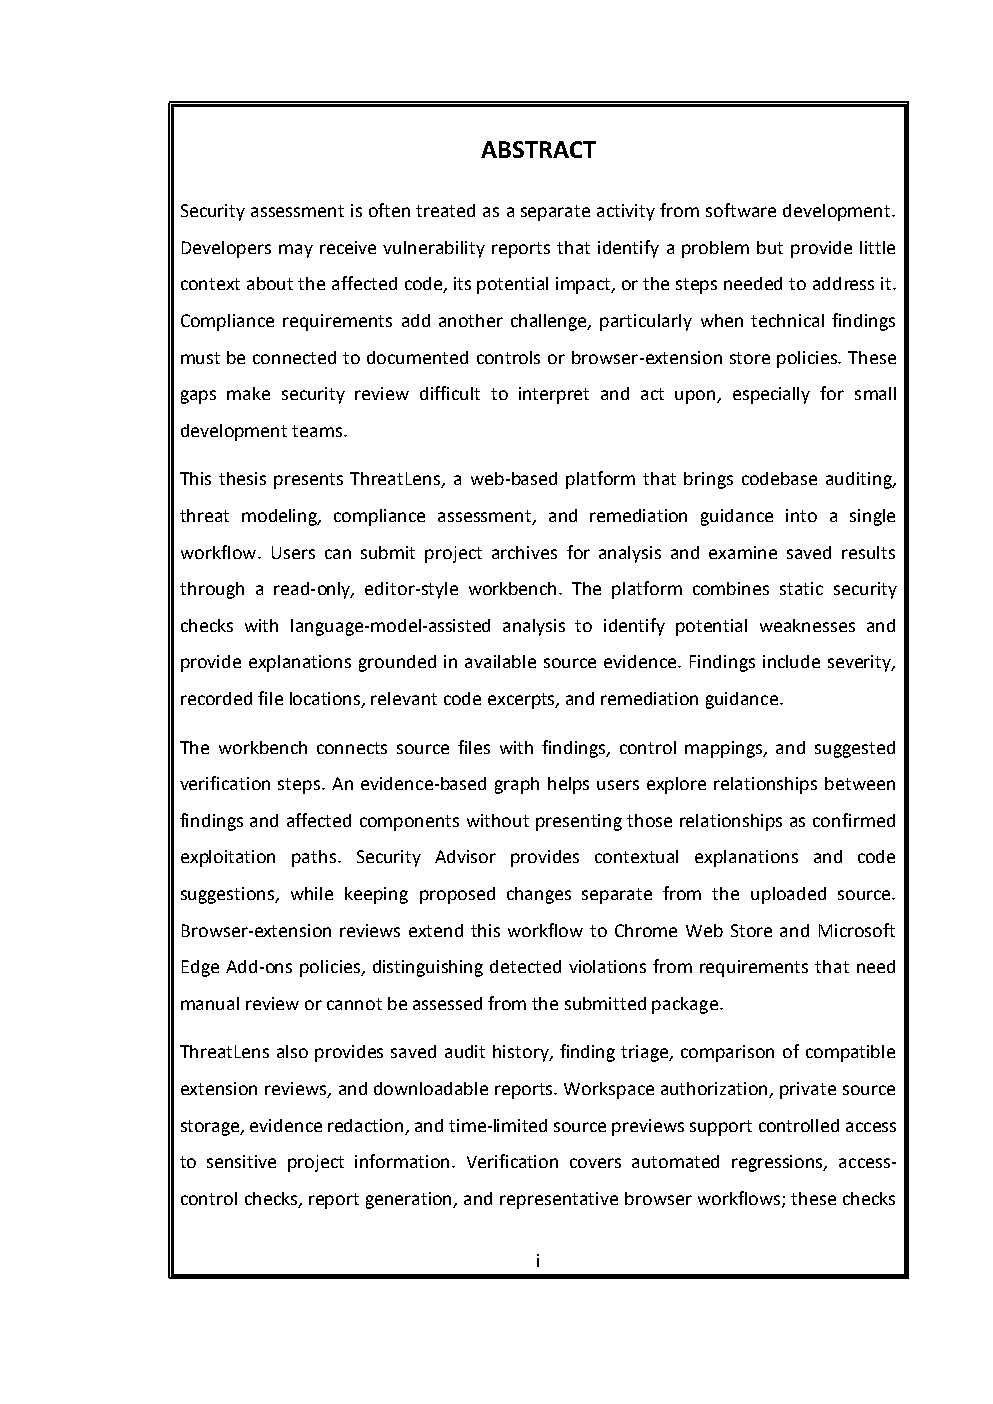 ABSTRACT
Security assessment is often treated as a separate activity from software development.
Developers may receive vulnerability reports that identify a problem but provide little
context about the affected code, its potential impact, or the steps needed to address it.
Compliance requirements add another challenge, particularly when technical findings
must be connected to documented controls or browser-extension store policies. These
gaps make security review difficult to interpret and act upon, especially for small
development teams.
This thesis presents ThreatLens, a web-based platform that brings codebase auditing,
threat modeling, compliance assessment, and remediation guidance into a single
workflow. Users can submit project archives for analysis and examine saved results
through a read-only, editor-style workbench. The platform combines static security
checks with language-model-assisted analysis to identify potential weaknesses and
provide explanations grounded in available source evidence. Findings include severity,
recorded file locations, relevant code excerpts, and remediation guidance.
The workbench connects source files with findings, control mappings, and suggested
verification steps. An evidence-based graph helps users explore relationships between
findings and affected components without presenting those relationships as confirmed
exploitation paths. Security Advisor provides contextual explanations and code
suggestions, while keeping proposed changes separate from the uploaded source.
Browser-extension reviews extend this workflow to Chrome Web Store and Microsoft
Edge Add-ons policies, distinguishing detected violations from requirements that need
manual review or cannot be assessed from the submitted package.
ThreatLens also provides saved audit history, finding triage, comparison of compatible
extension reviews, and downloadable reports. Workspace authorization, private source
storage, evidence redaction, and time-limited source previews support controlled access
to sensitive project information. Verification covers automated regressions, access-
control checks, report generation, and representative browser workflows; these checks
i